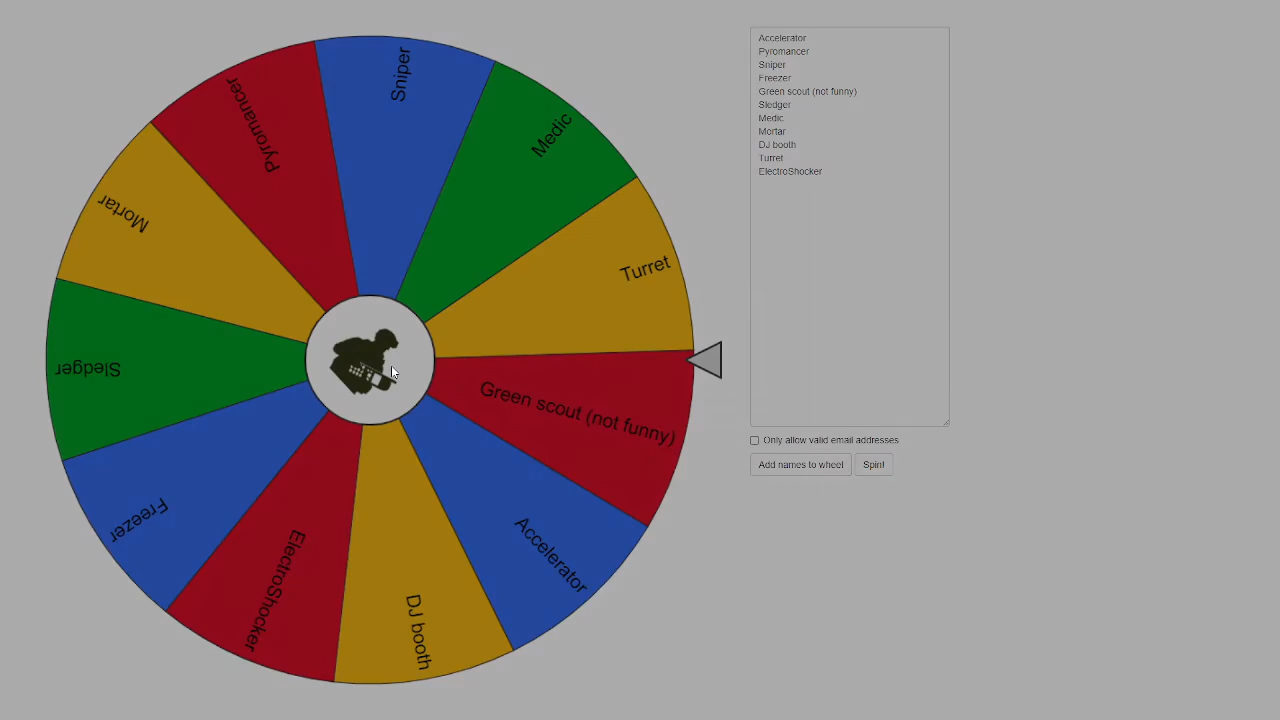 Sniper
Pyromancer
Medic
Mortar
Turret
Sledger
Green scout (not funny)
Freezer
Accelerator
ElectroShocker
DJ booth
Accelerator
Pyromancer
Sniper
Freezer
Green scout (not funny)
Sledger
Medic
Mortar
DJ booth
Turret
ElectroShocker
Only allow valid email addresses
Add names to wheel
Spin!